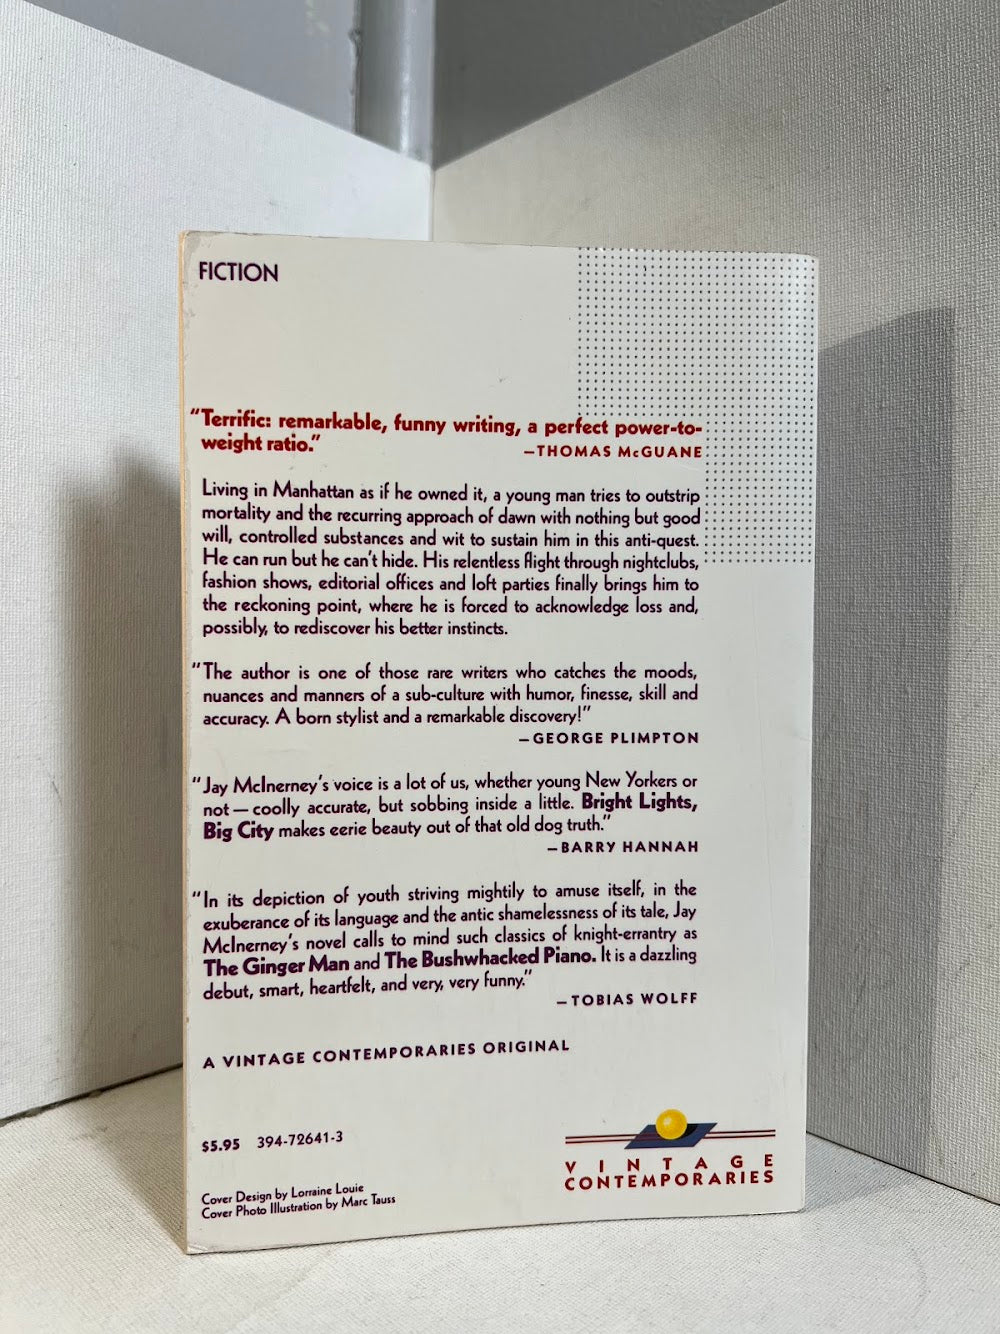 FICTION
“Terrific: remarkable, funny writing, a perfect power-to-
weight ratio.”
—THOMAS McGUANE
Living in Manhattan as if he owned it, a young man tries to outstrip
mortality and the recurring approach of dawn with nothing but good
will, controlled substances and wit to sustain him in this anti-quest.
He can run but he can't hide. His relentless flight through nightclubs,
fashion shows, editorial offices and loft parties finally brings him to
the reckoning point, where he is forced to acknowledge loss and,
possibly, to rediscover his better instincts.
“The author is one of those rare writers who catches the moods,
nuances and manners of a sub-culture with humor, finesse, skill and
accuracy. A born stylist and a remarkable discovery!”
—GEORGE PLIMPTON
“Jay McInerney's voice is a lot of us, whether young New Yorkers or
not—coolly accurate, but sobbing inside a little. Bright Lights,
Big City makes eerie beauty out of that old dog truth.”
—BARRY HANNAH
“In its depiction of youth striving mightily to amuse itself, in the
exuberance of its language and the antic shamelessness of its tale, Jay
McInerney's novel calls to mind such classics of knight-errantry as
The Ginger Man and The Bushwhacked Piano. It is a dazzling
debut, smart, heartfelt, and very, very funny.”
—TOBIAS WOLFF
A VINTAGE CONTEMPORARIES ORIGINAL
$5.95 394-72641-3
Cover Design by Lorraine Louie
Cover Photo Illustration by Marc Tauss
VINTAGE
CONTEMPORARIES